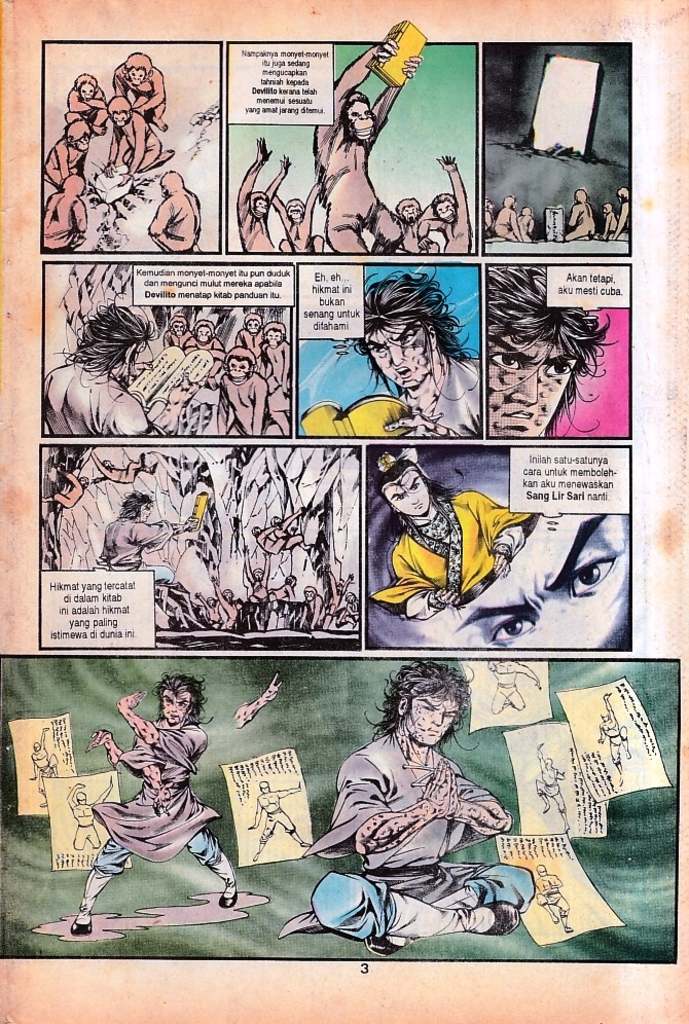 Nampaknya monyet-monyet
itu juga sedang
mengucapkan
tahniah kepada
Devillito kerana telah
menemui sesuatu
yang amat jarang ditemui.
Kemudian monyet-monyet itu pun duduk
dan mengunci mulut mereka apabila
Devillito menatap kitab panduan itu.
Eh, eh...
hikmat ini
bukan
senang untuk
difahami
Akan tetapi,
aku mesti cuba.
Hikmat yang tercatat
di dalam kitab
ini adalah hikmat
yang paling
istimewa di dunia ini.
Inilah satu-satunya
cara untuk memboleh-
kan aku menewaskan
Sang Lir Sari nanti.
3